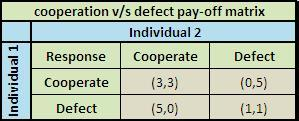 cooperation v/s defect pay-off matrix
Individual 2
Individual 1
Response Cooperate Defect
Cooperate (3,3) (0,5)
Defect (5,0) (1,1)